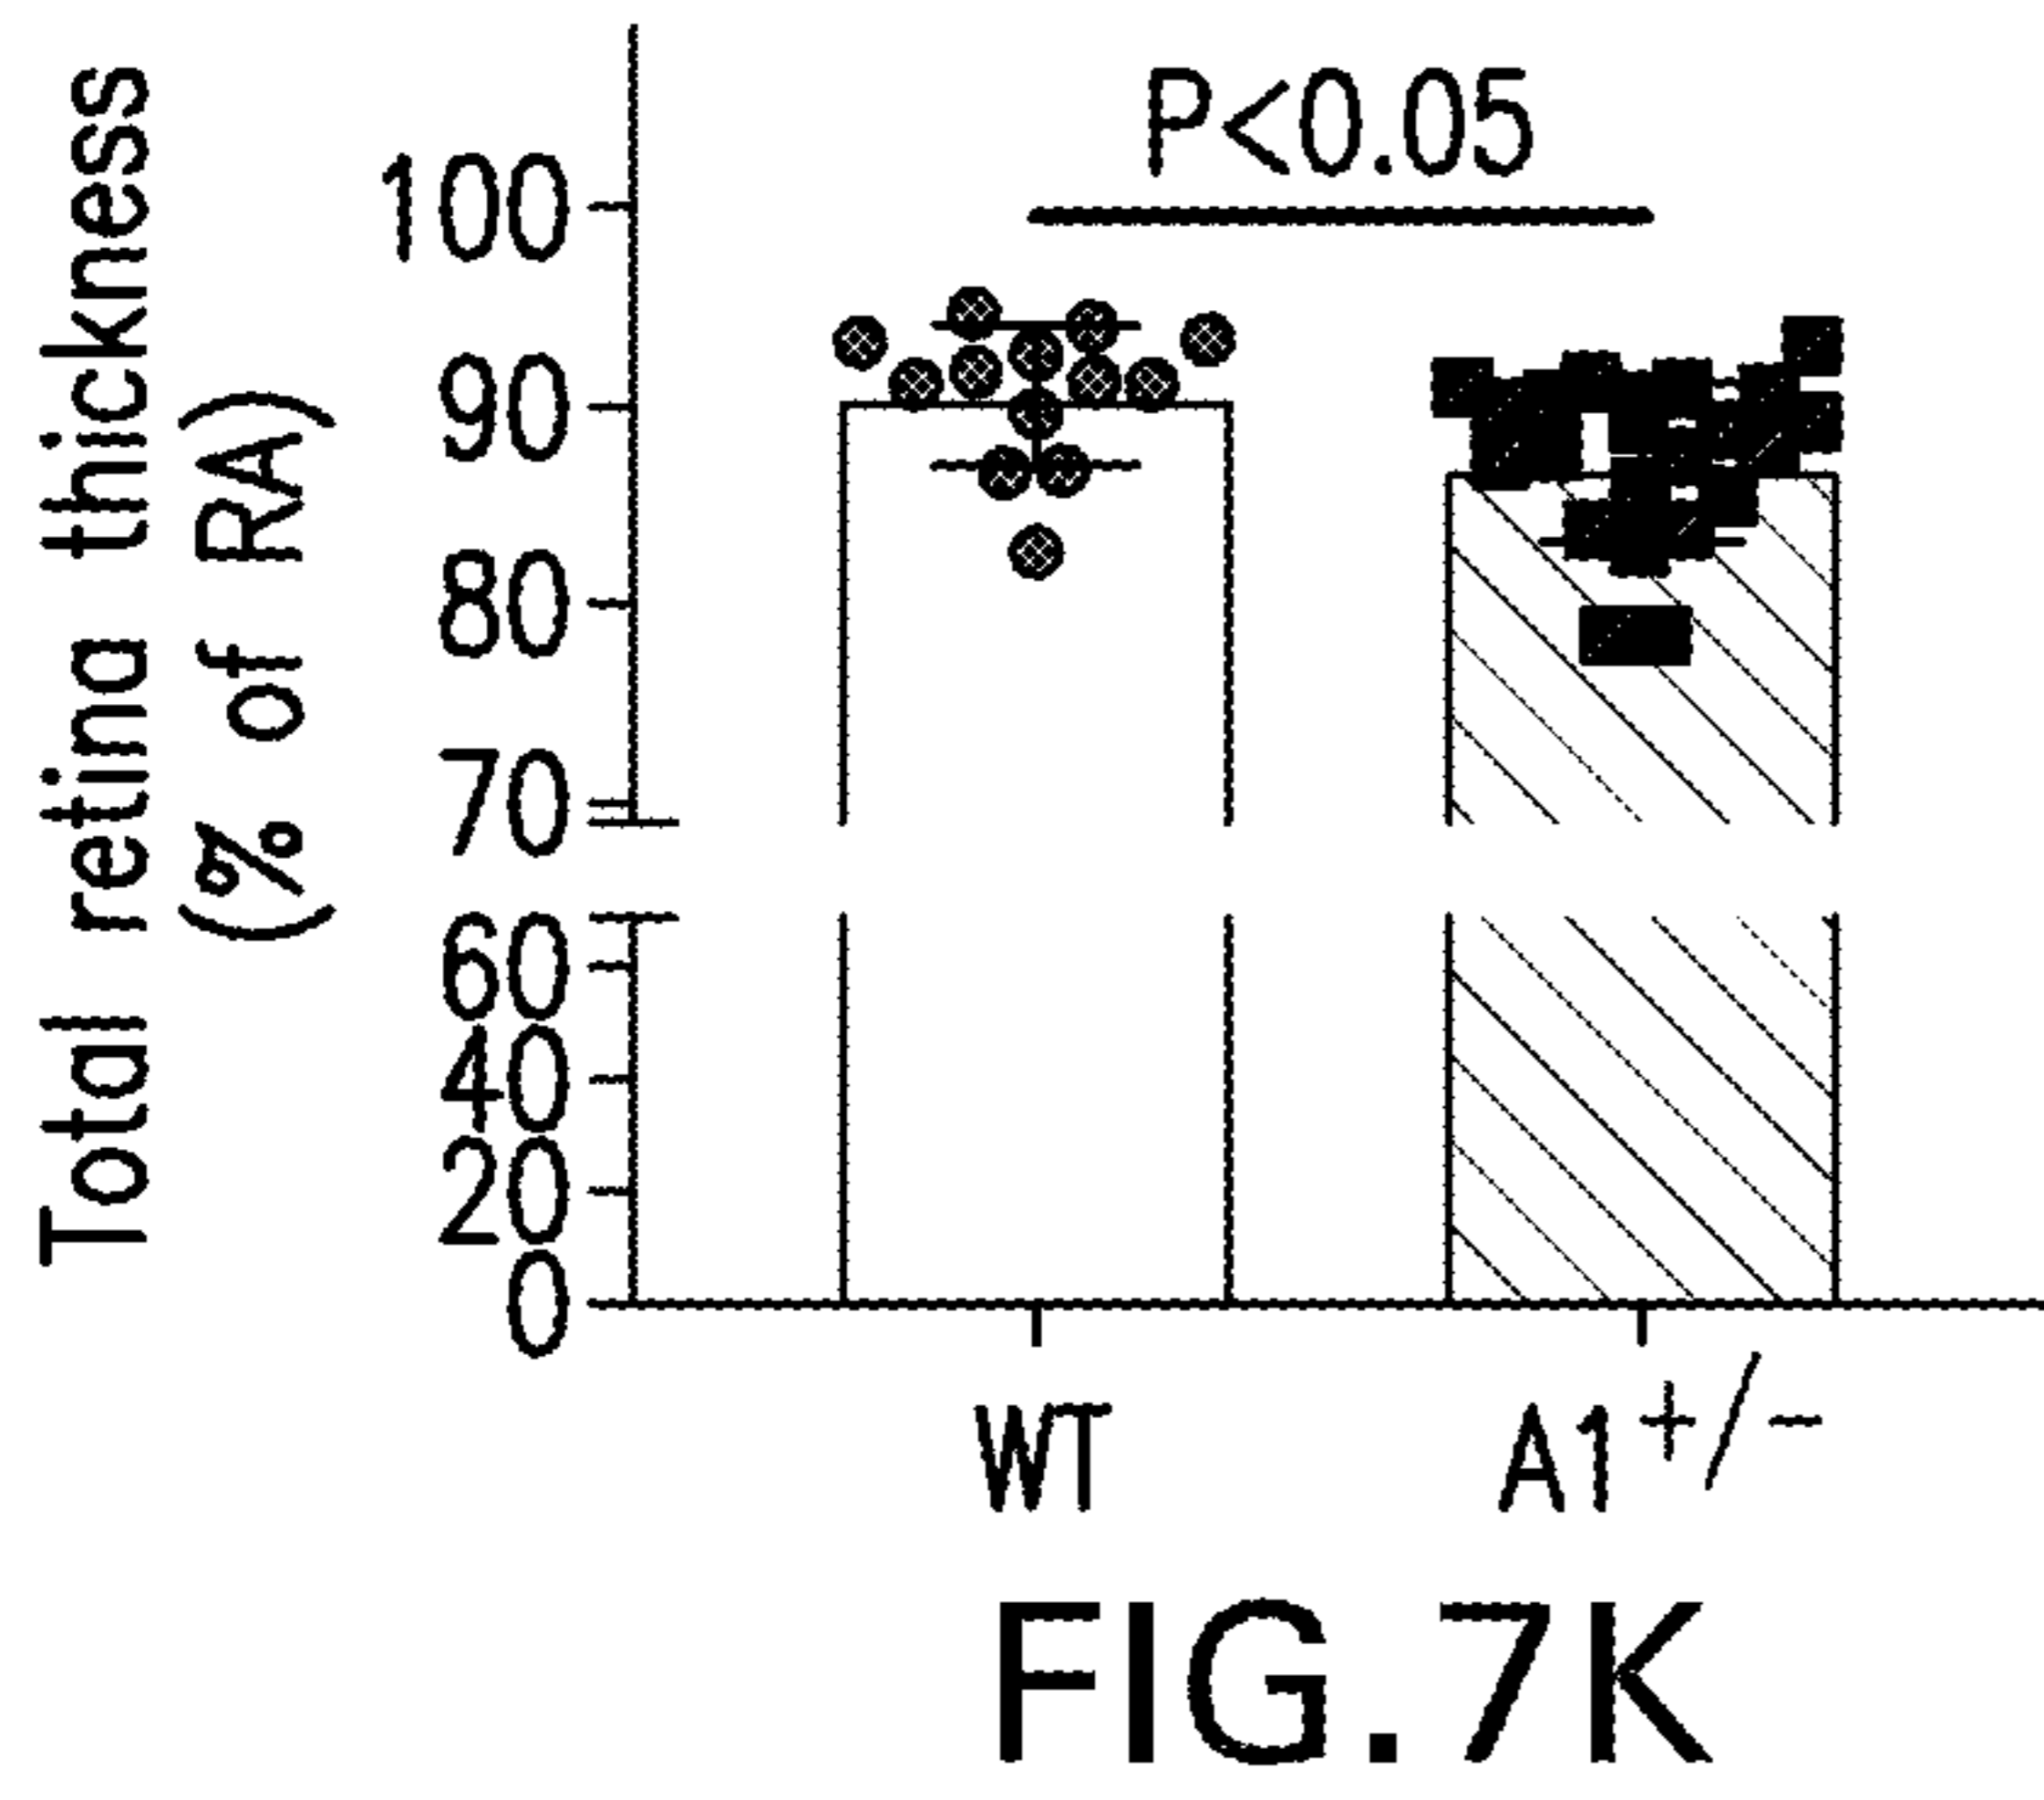 Total retina thickness
(% of RA)
100
90
80
70
60
40
20
0
P<0.05
WT
A1+/-
FIG.7K